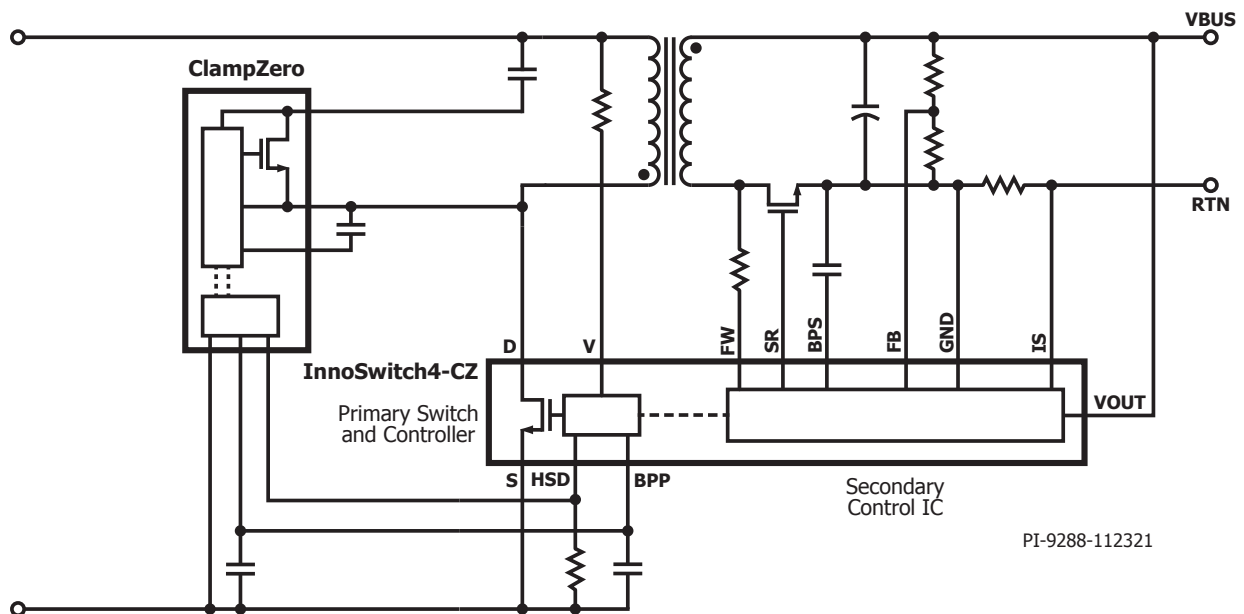 VBUS
ClampZero
RTN
FW
SR
BPS
FB
GND
IS
D
V
InnoSwitch4-CZ
VOUT
Primary Switch
and Controller
S
HSD
BPP
Secondary
Control IC
PI-9288-112321